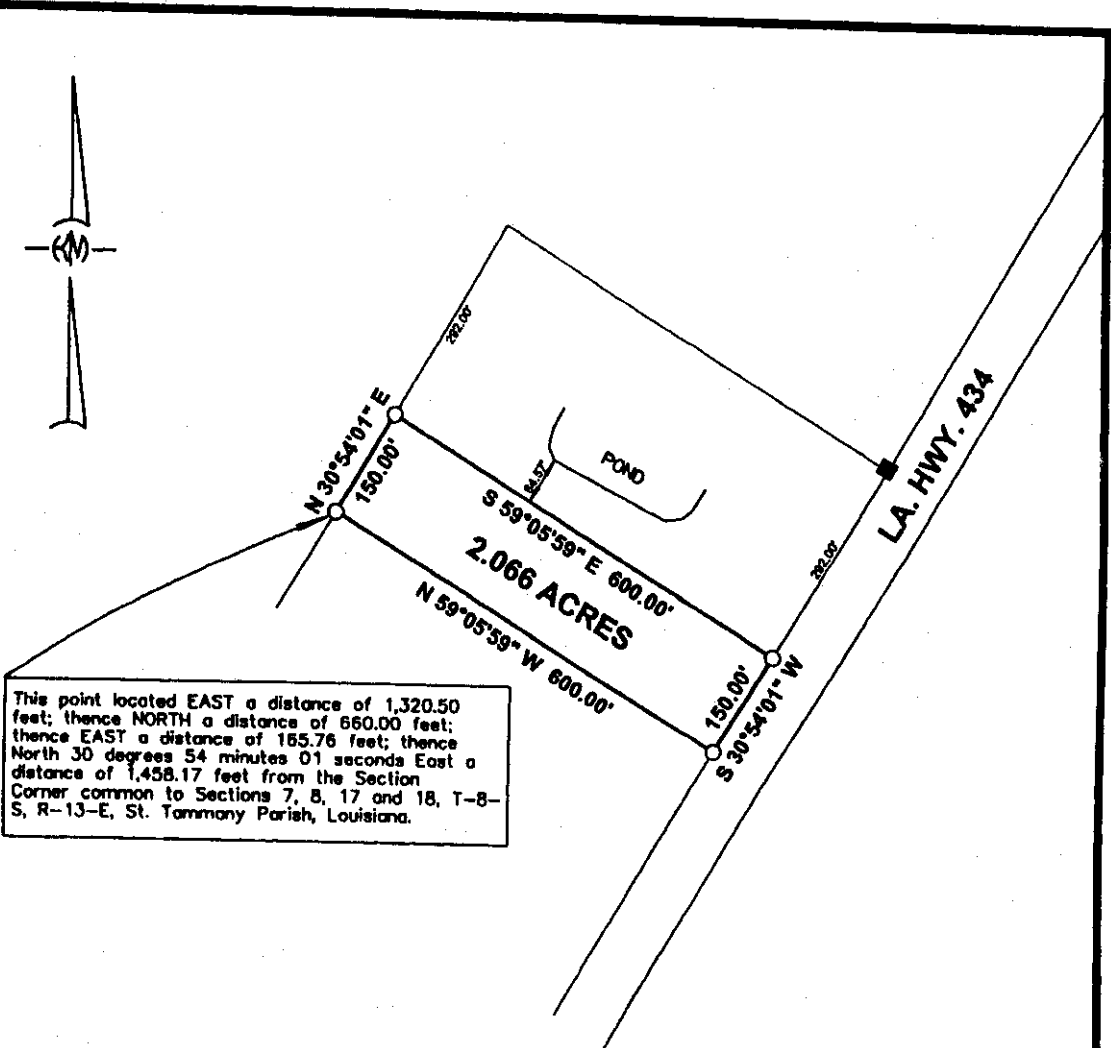 292.00'
LA. HWY. 434
N 30°54'01" E
150.00'
POND
S 59°05'59" E 600.00'
2.066 ACRES
292.00'
N 59°05'59" W 600.00'
150.00'
S 30°54'01" W
This point located EAST a distance of 1,320.50
feet; thence NORTH a distance of 660.00 feet;
thence EAST a distance of 165.76 feet; thence
North 30 degrees 54 minutes 01 seconds East a
distance of 1,458.17 feet from the Section
Corner common to Sections 7, 8, 17 and 18, T-8-
S, R-13-E, St. Tammany Parish, Louisiana.